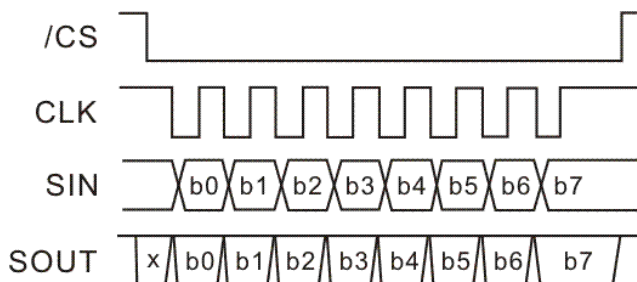 /CS
CLK
SIN b0 b1 b2 b3 b4 b5 b6 b7
SOUT x b0 b1 b2 b3 b4 b5 b6 b7